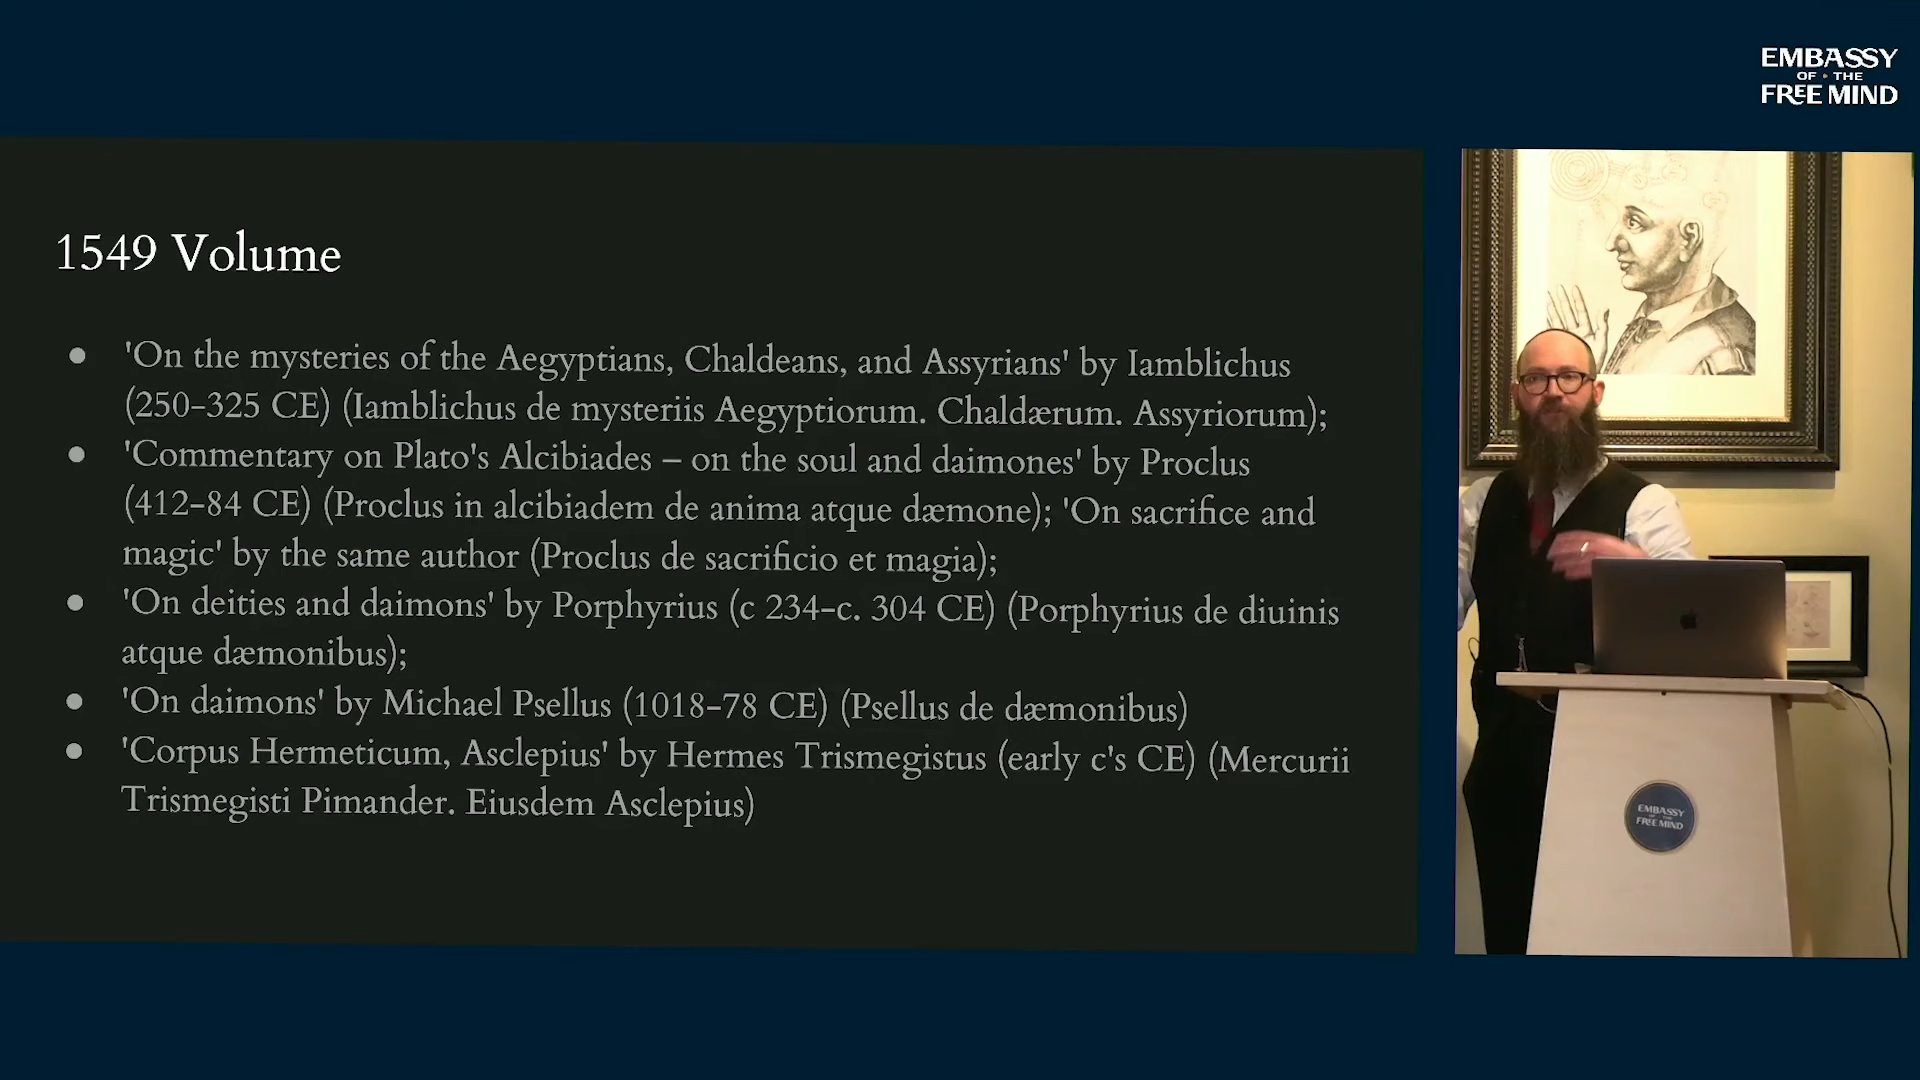 EMBASSY
OF · THE
FREE MIND
1549 Volume
● 'On the mysteries of the Aegyptians, Chaldeans, and Assyrians' by Iamblichus
(250-325 CE) (Iamblichus de mysteriis Aegyptiorum. Chaldærum. Assyriorum);
● 'Commentary on Plato's Alcibiades – on the soul and daimones' by Proclus
(412-84 CE) (Proclus in alcibiadem de anima atque dæmone); 'On sacrifice and
magic' by the same author (Proclus de sacrificio et magia);
● 'On deities and daimons' by Porphyrius (c 234-c. 304 CE) (Porphyrius de diuinis
atque dæmonibus);
● 'On daimons' by Michael Psellus (1018-78 CE) (Psellus de dæmonibus)
● 'Corpus Hermeticum, Asclepius' by Hermes Trismegistus (early c's CE) (Mercurii
Trismegisti Pimander. Eiusdem Asclepius)
EMBASSY
OF THE
FREE MIND